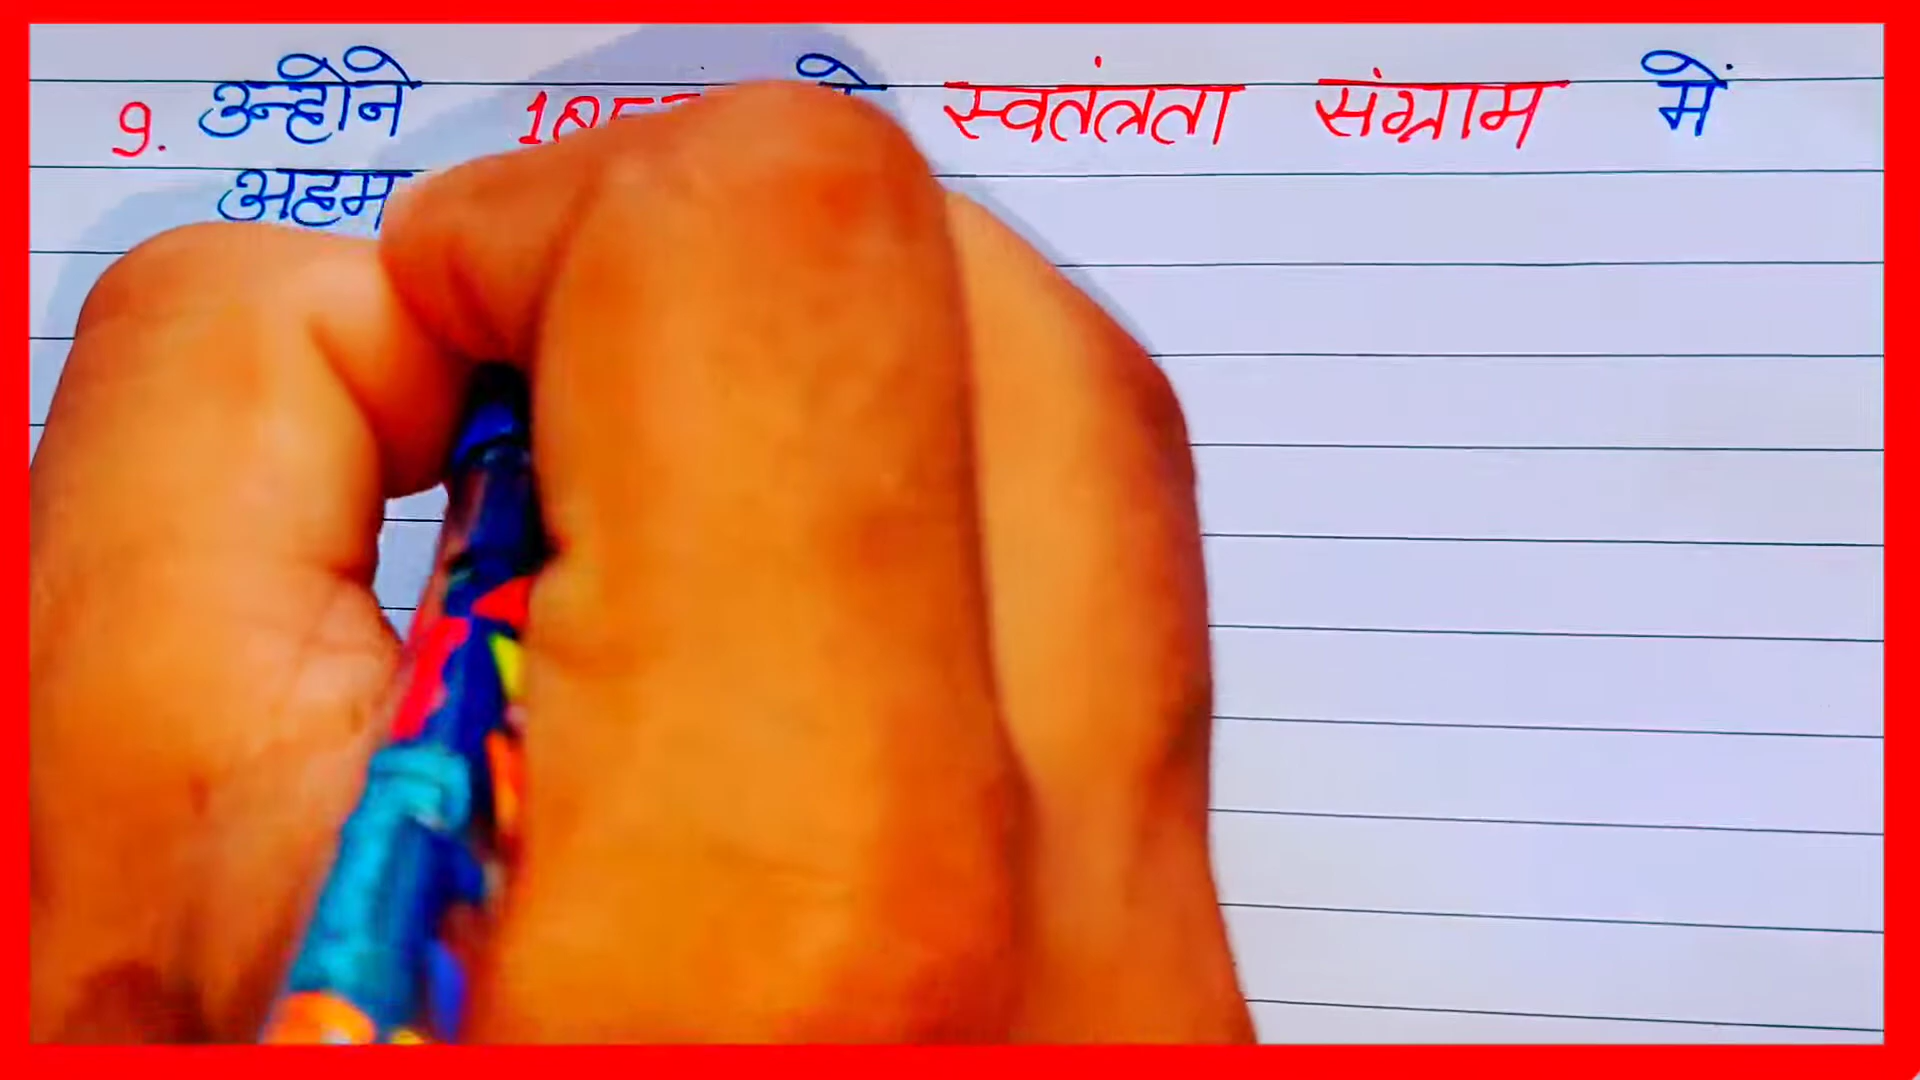 9. उन्होंने स्वतंत्रता संग्राम में
अहम